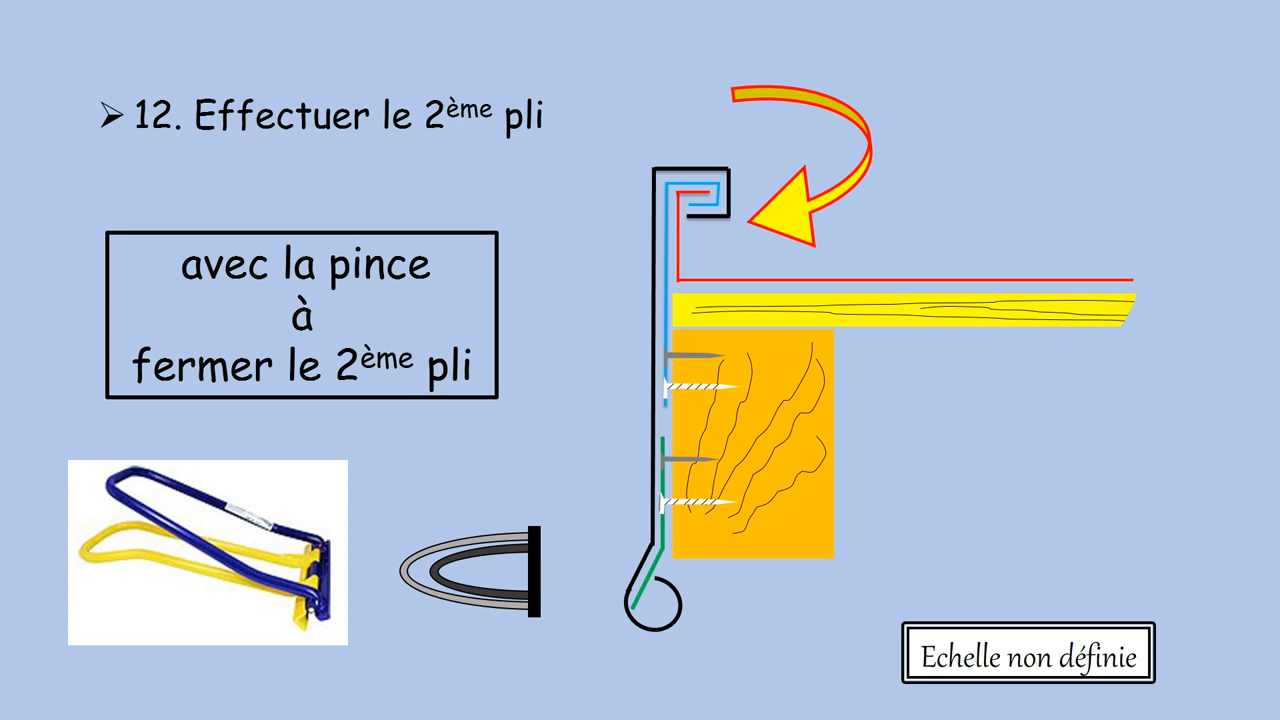 ➢ 12. Effectuer le 2ème pli
avec la pince
à
fermer le 2ème pli
Echelle non définie